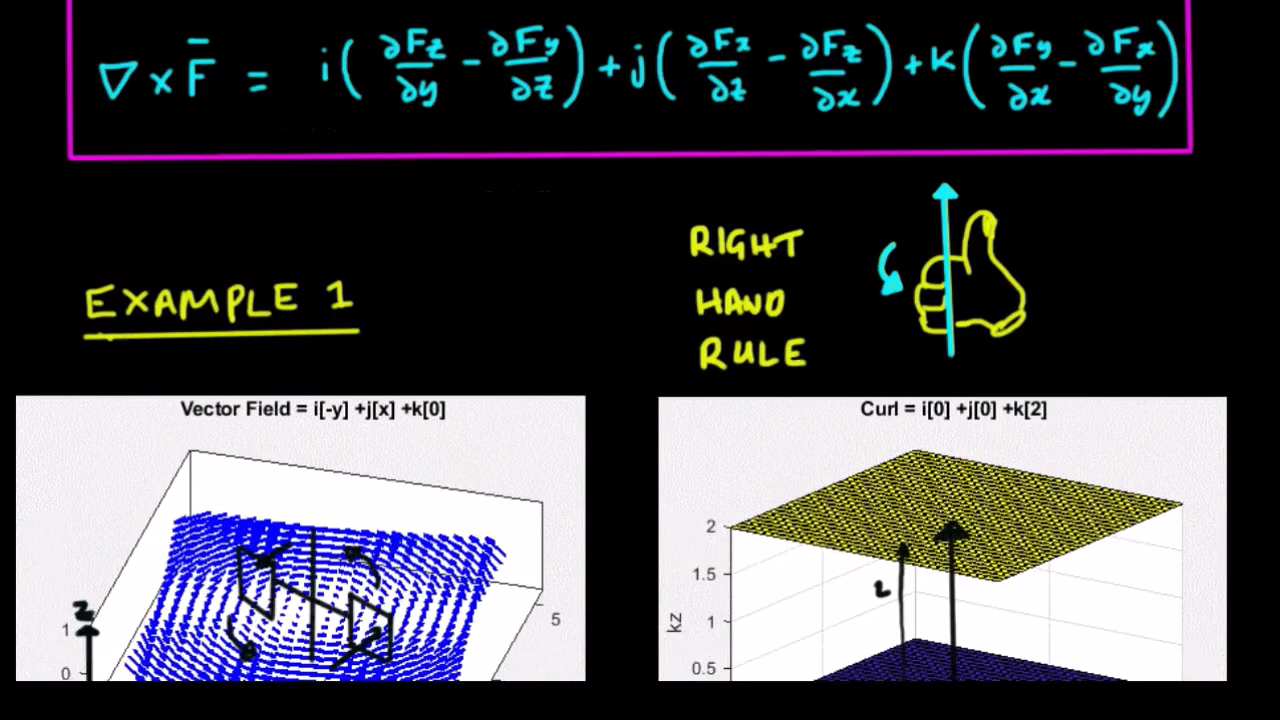 ∇ × F̄ = i(∂Fz/∂y - ∂Fy/∂z) + j(∂Fx/∂z - ∂Fz/∂x) + k(∂Fy/∂x - ∂Fx/∂y)
RIGHT
HAND
RULE
EXAMPLE 1
Vector Field = i[-y] +j[x] +k[0]
z
1
0
5
Curl = i[0] +j[0] +k[2]
2
1.5
1
0.5
kz
2